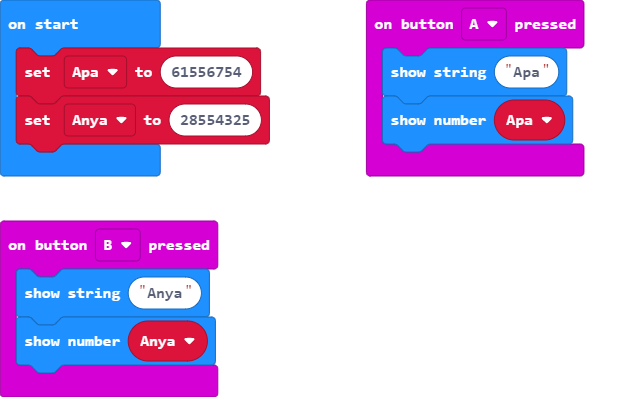 on start
set Apa to 61556754
set Anya to 28554325
on button A pressed
show string "Apa"
show number Apa
on button B pressed
show string "Anya"
show number Anya